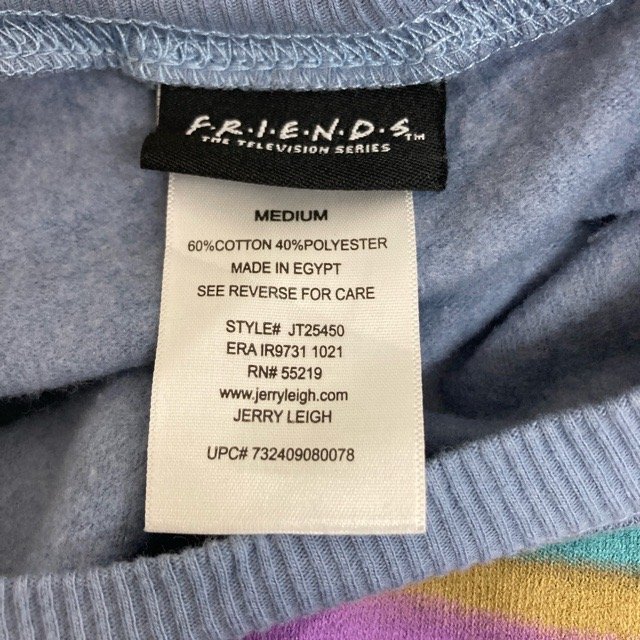 F·R·I·E·N·D·S™
THE TELEVISION SERIES
MEDIUM
60%COTTON 40%POLYESTER
MADE IN EGYPT
SEE REVERSE FOR CARE
STYLE# JT25450
ERA IR9731 1021
RN# 55219
www.jerryleigh.com
JERRY LEIGH
UPC# 732409080078